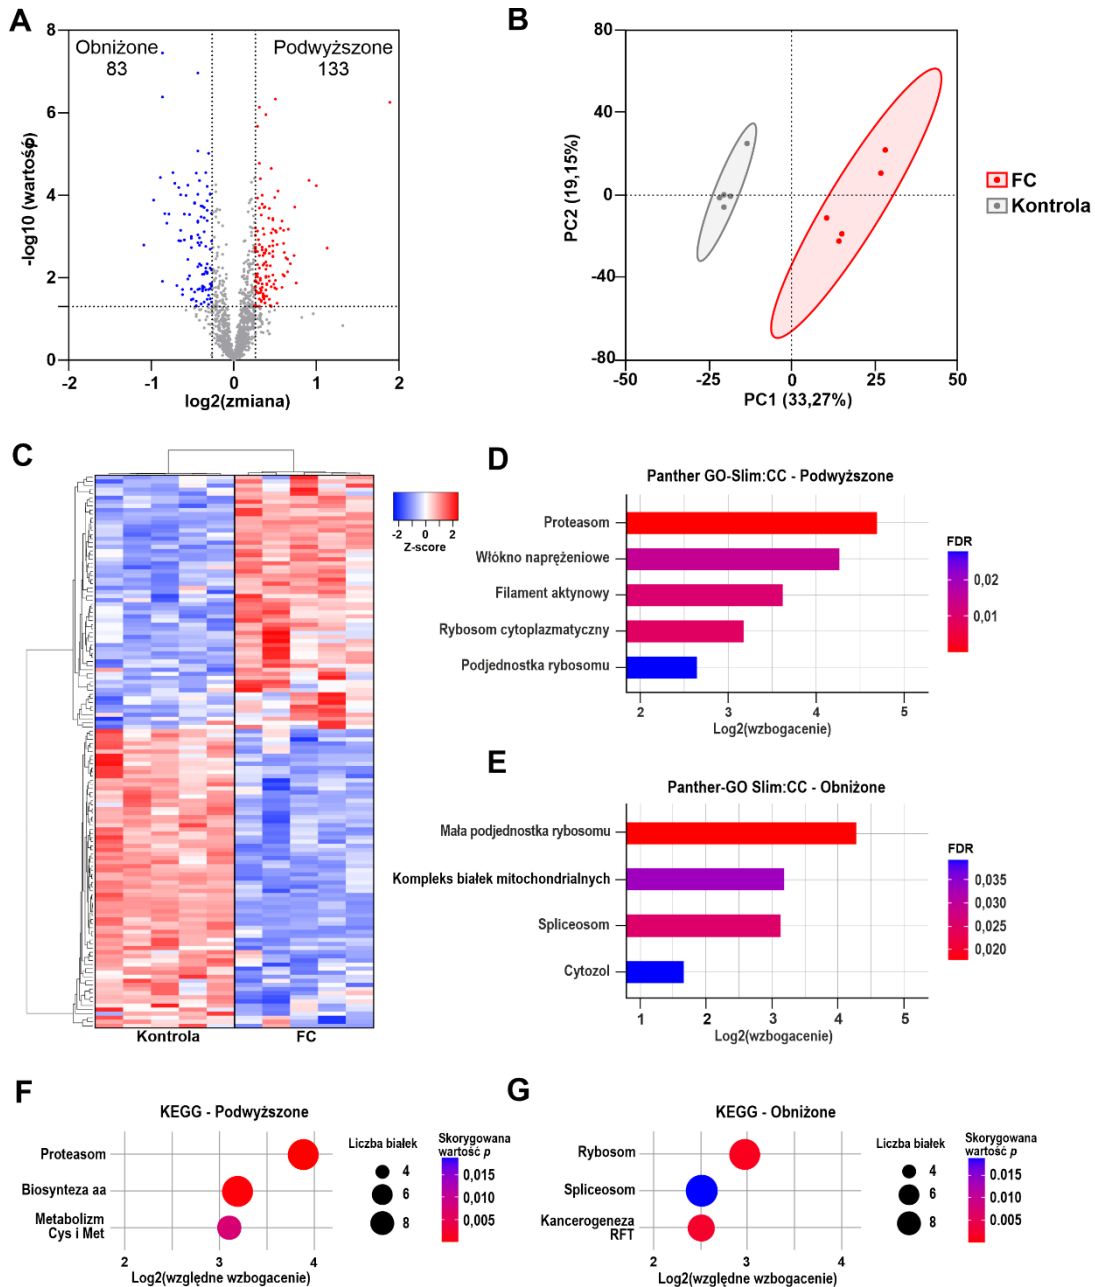 A
8
6
4
2
0
-log10 (wartość p)
Obniżone
83
Podwyższone
133
-2
-1
0
1
2
log2(zmiana)
B
80
40
0
-40
-80
PC2 (19,15%)
-50
-25
0
25
50
PC1 (33,27%)
FC
Kontrola
C
-2 0 2
Z-score
Kontrola
FC
D
Panther GO-Slim:CC - Podwyższone
Proteasom
Włókno naprężeniowe
Filament aktynowy
Rybosom cytoplazmatyczny
Podjednostka rybosomu
2
3
4
5
Log2(wzbogacenie)
FDR
0,02
0,01
E
Panther-GO Slim:CC - Obniżone
Mała podjednostka rybosomu
Kompleks białek mitochondrialnych
Spliceosom
Cytozol
1
2
3
4
5
Log2(wzbogacenie)
FDR
0,035
0,030
0,025
0,020
F
KEGG - Podwyższone
Proteasom
Biosynteza aa
Metabolizm
Cys i Met
2
3
4
Log2(względne wzbogacenie)
Liczba białek
4
6
8
Skorygowana
wartość p
0,015
0,010
0,005
G
KEGG - Obniżone
Rybosom
Spliceosom
Kancerogeneza
RFT
2
3
4
Log2(względne wzbogacenie)
Liczba białek
4
6
8
Skorygowana
wartość p
0,015
0,010
0,005